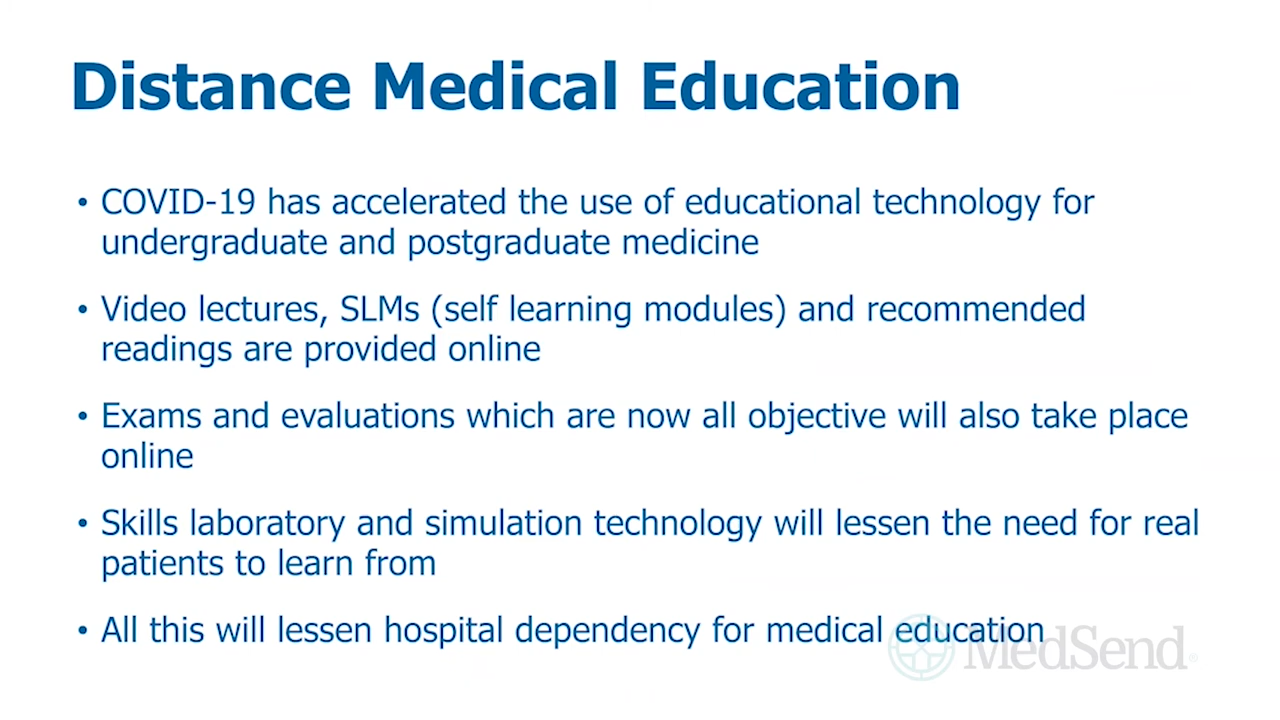 Distance Medical Education
• COVID-19 has accelerated the use of educational technology for
undergraduate and postgraduate medicine
• Video lectures, SLMs (self learning modules) and recommended
readings are provided online
• Exams and evaluations which are now all objective will also take place
online
• Skills laboratory and simulation technology will lessen the need for real
patients to learn from
• All this will lessen hospital dependency for medical education
MedSend®